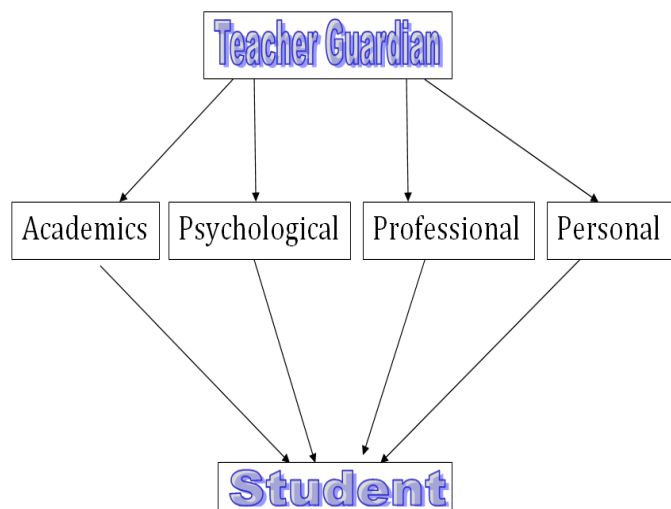 Teacher Guardian
Academics Psychological Professional Personal
Student